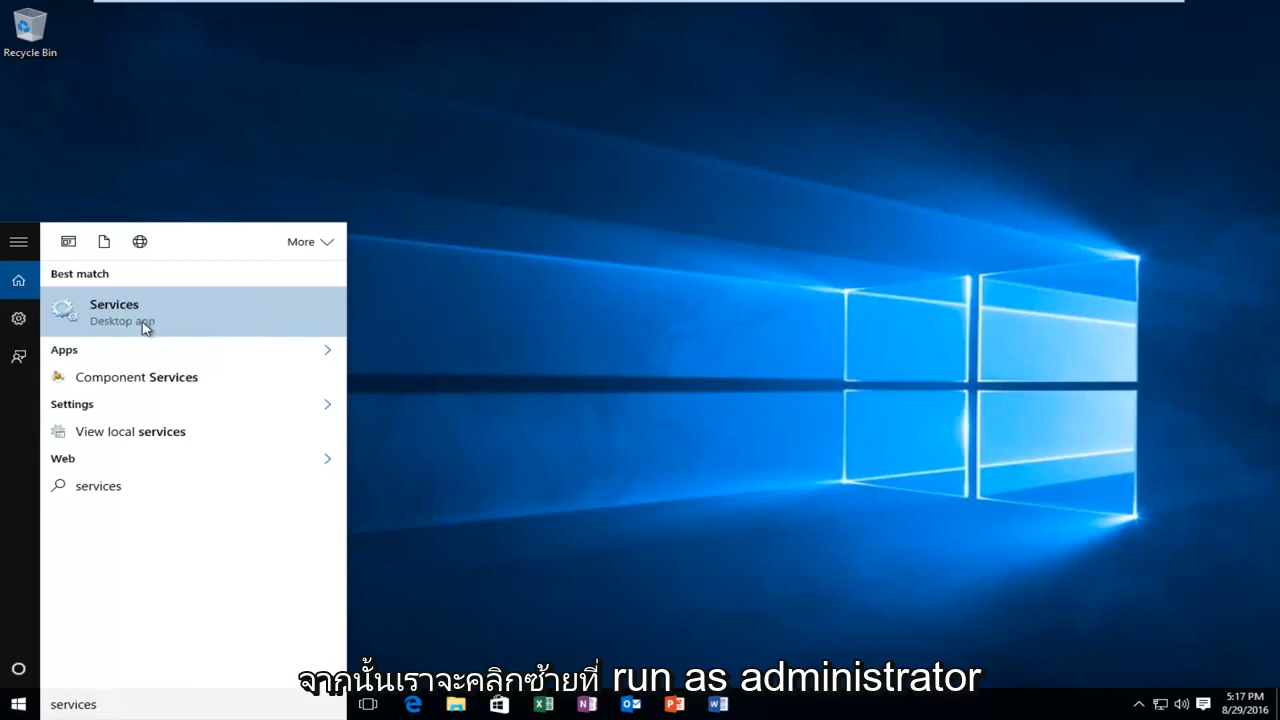 Recycle Bin
More
Best match
Services
Desktop app
Apps
Component Services
Settings
View local services
Web
services
จากนั้นเราจะคลิกซ้ายที่ run as administrator
services
5:17 PM
8/29/2016